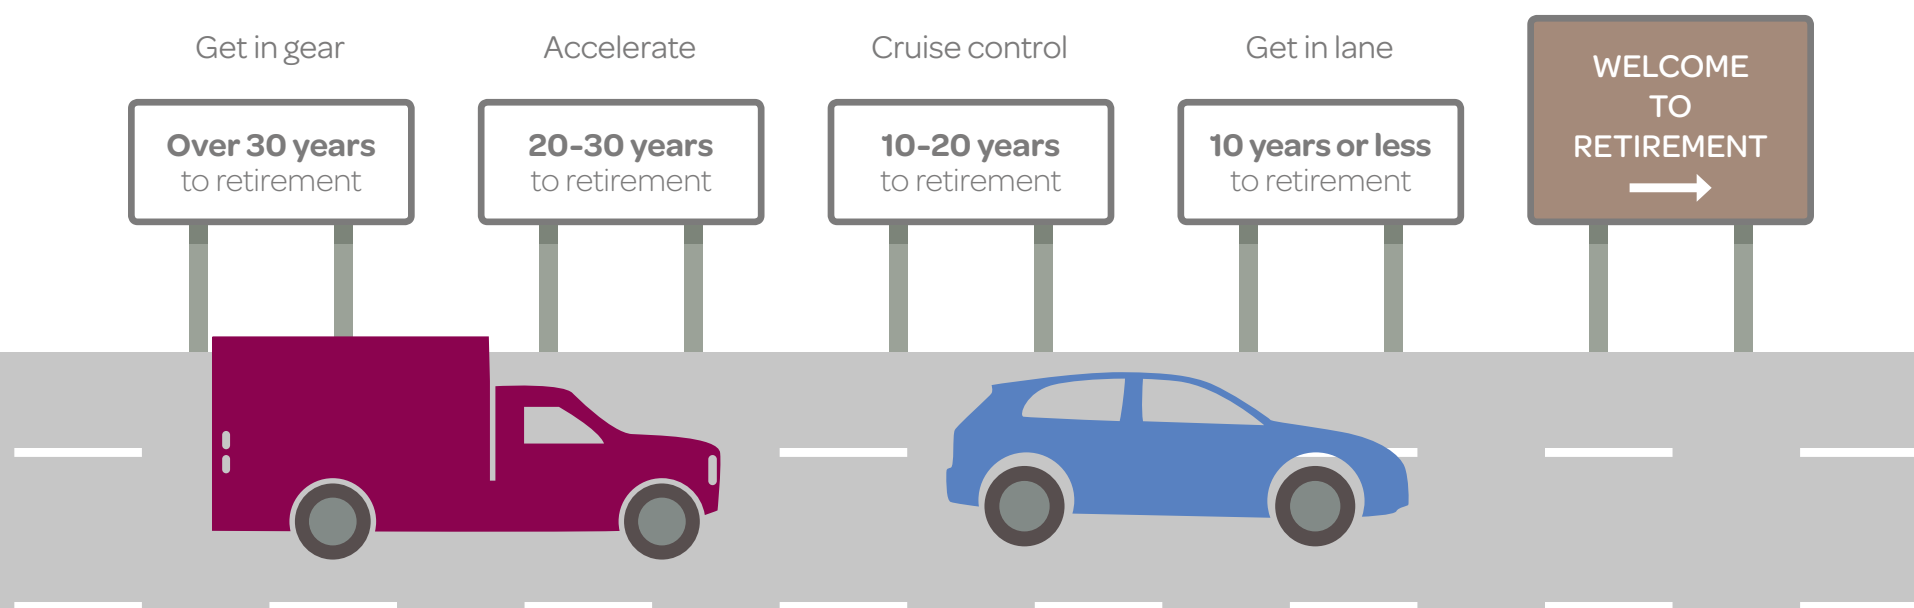 Get in gear
Over 30 years
to retirement
Accelerate
20-30 years
to retirement
Cruise control
10-20 years
to retirement
Get in lane
10 years or less
to retirement
WELCOME
TO
RETIREMENT